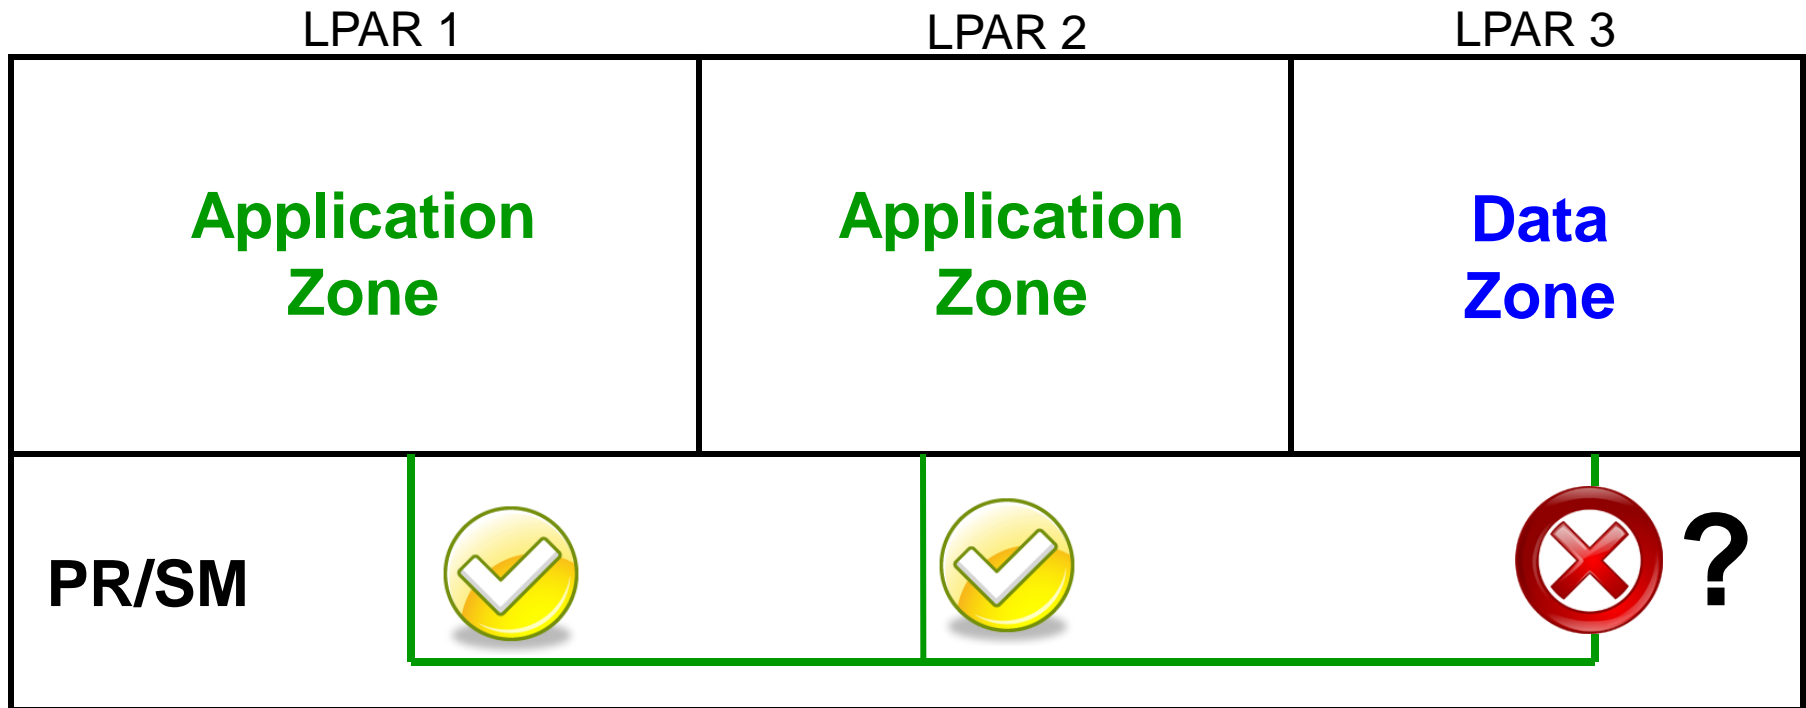 LPAR 1
LPAR 2
LPAR 3
Application
Zone
Application
Zone
Data
Zone
PR/SM
?